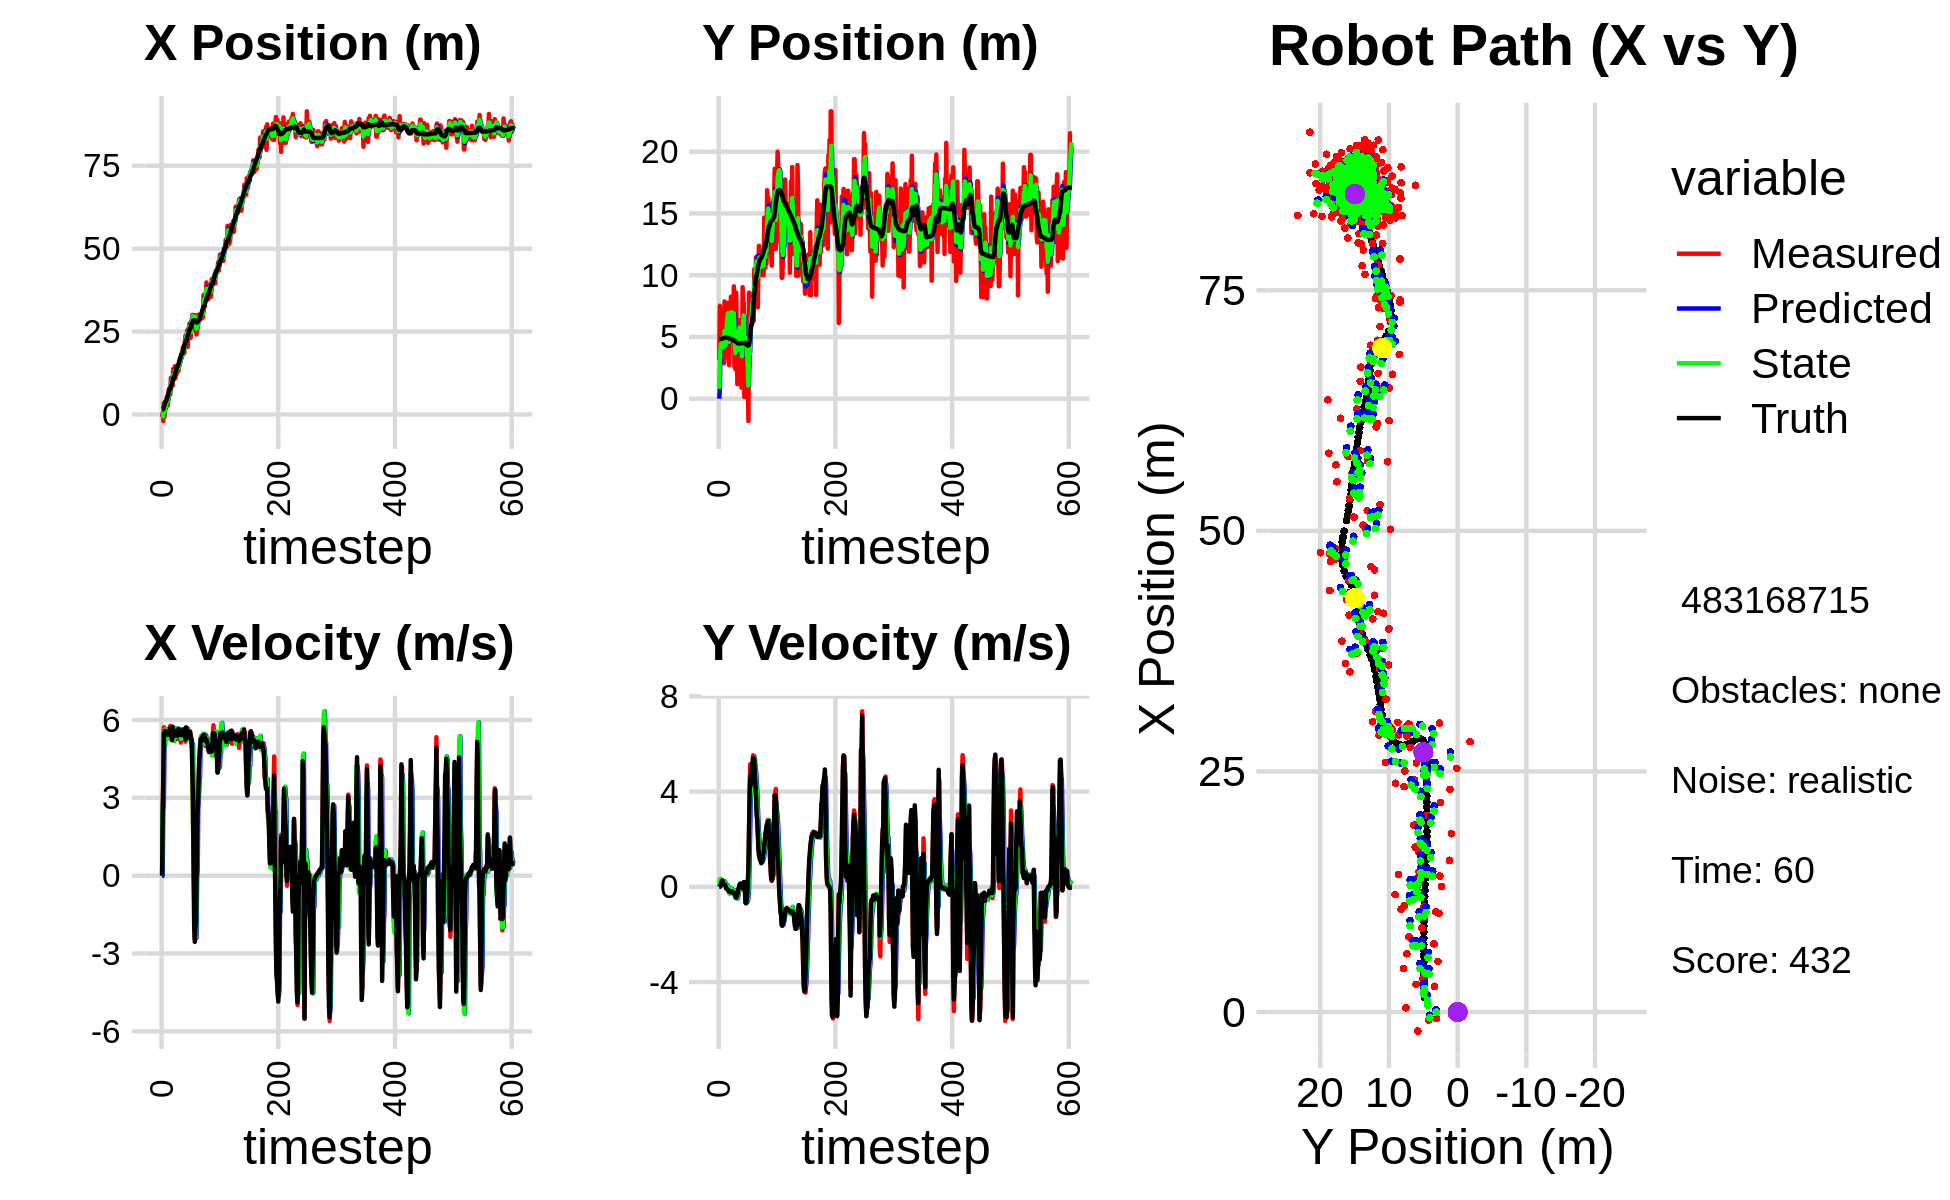 X Position (m)
75
50
25
0
0
200
400
600
timestep
Y Position (m)
20
15
10
5
0
0
200
400
600
timestep
X Velocity (m/s)
6
3
0
-3
-6
0
200
400
600
timestep
Y Velocity (m/s)
8
4
0
-4
0
200
400
600
timestep
Robot Path (X vs Y)
X Position (m)
75
50
25
0
20 10 0 -10 -20
Y Position (m)
variable
Measured
Predicted
State
Truth
483168715
Obstacles: none
Noise: realistic
Time: 60
Score: 432